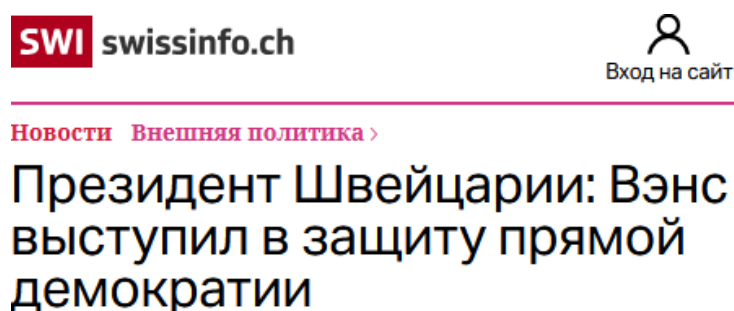 SWI swissinfo.ch
Вход на сайт
Новости Внешняя политика >
Президент Швейцарии: Вэнс
выступил в защиту прямой
демократии